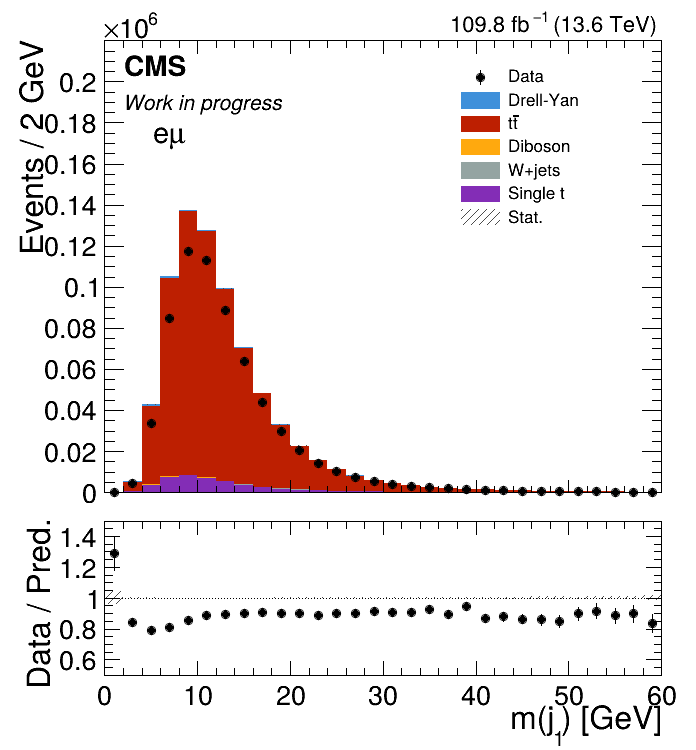 ×10⁶
109.8 fb⁻¹ (13.6 TeV)
CMS
Work in progress
eμ
Data
Drell-Yan
tt̅
Diboson
W+jets
Single t
Stat.
Events / 2 GeV
0.2
0.18
0.16
0.14
0.12
0.1
0.08
0.06
0.04
0.02
0
Data / Pred.
1.4
1.2
1
0.8
0.6
0 10 20 30 40 50 60
m(j₁) [GeV]